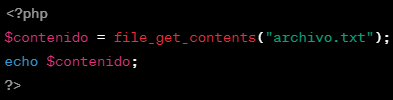 <?php
$contenido = file_get_contents("archivo.txt");
echo $contenido;
?>